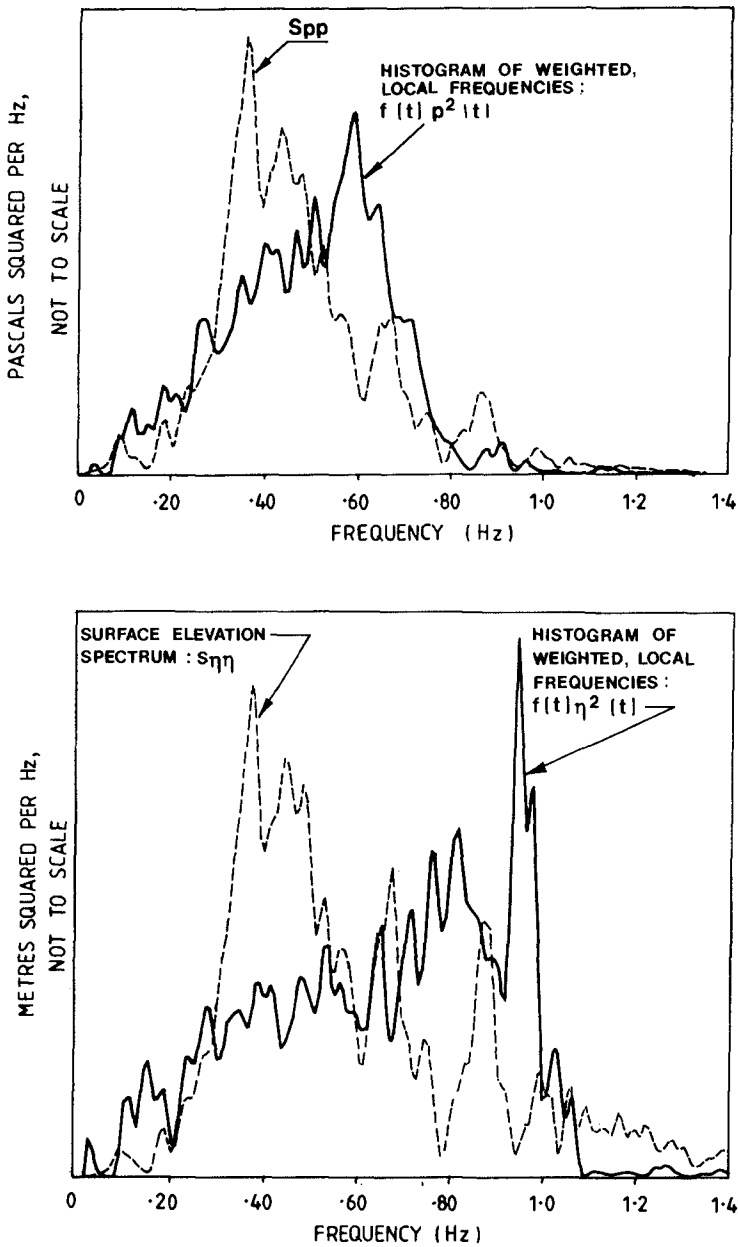 Spp
HISTOGRAM OF WEIGHTED,
LOCAL FREQUENCIES :
f (t) p² (t)
PASCALS SQUARED PER Hz,
NOT TO SCALE
0 ·20 ·40 ·60 ·80 1·0 1·2 1·4
FREQUENCY (Hz)
SURFACE ELEVATION
SPECTRUM : Sηη
HISTOGRAM OF
WEIGHTED, LOCAL
FREQUENCIES :
f(t)η² (t)
METRES SQUARED PER Hz,
NOT TO SCALE
0 ·20 ·40 ·60 ·80 1·0 1·2 1·4
FREQUENCY (Hz)